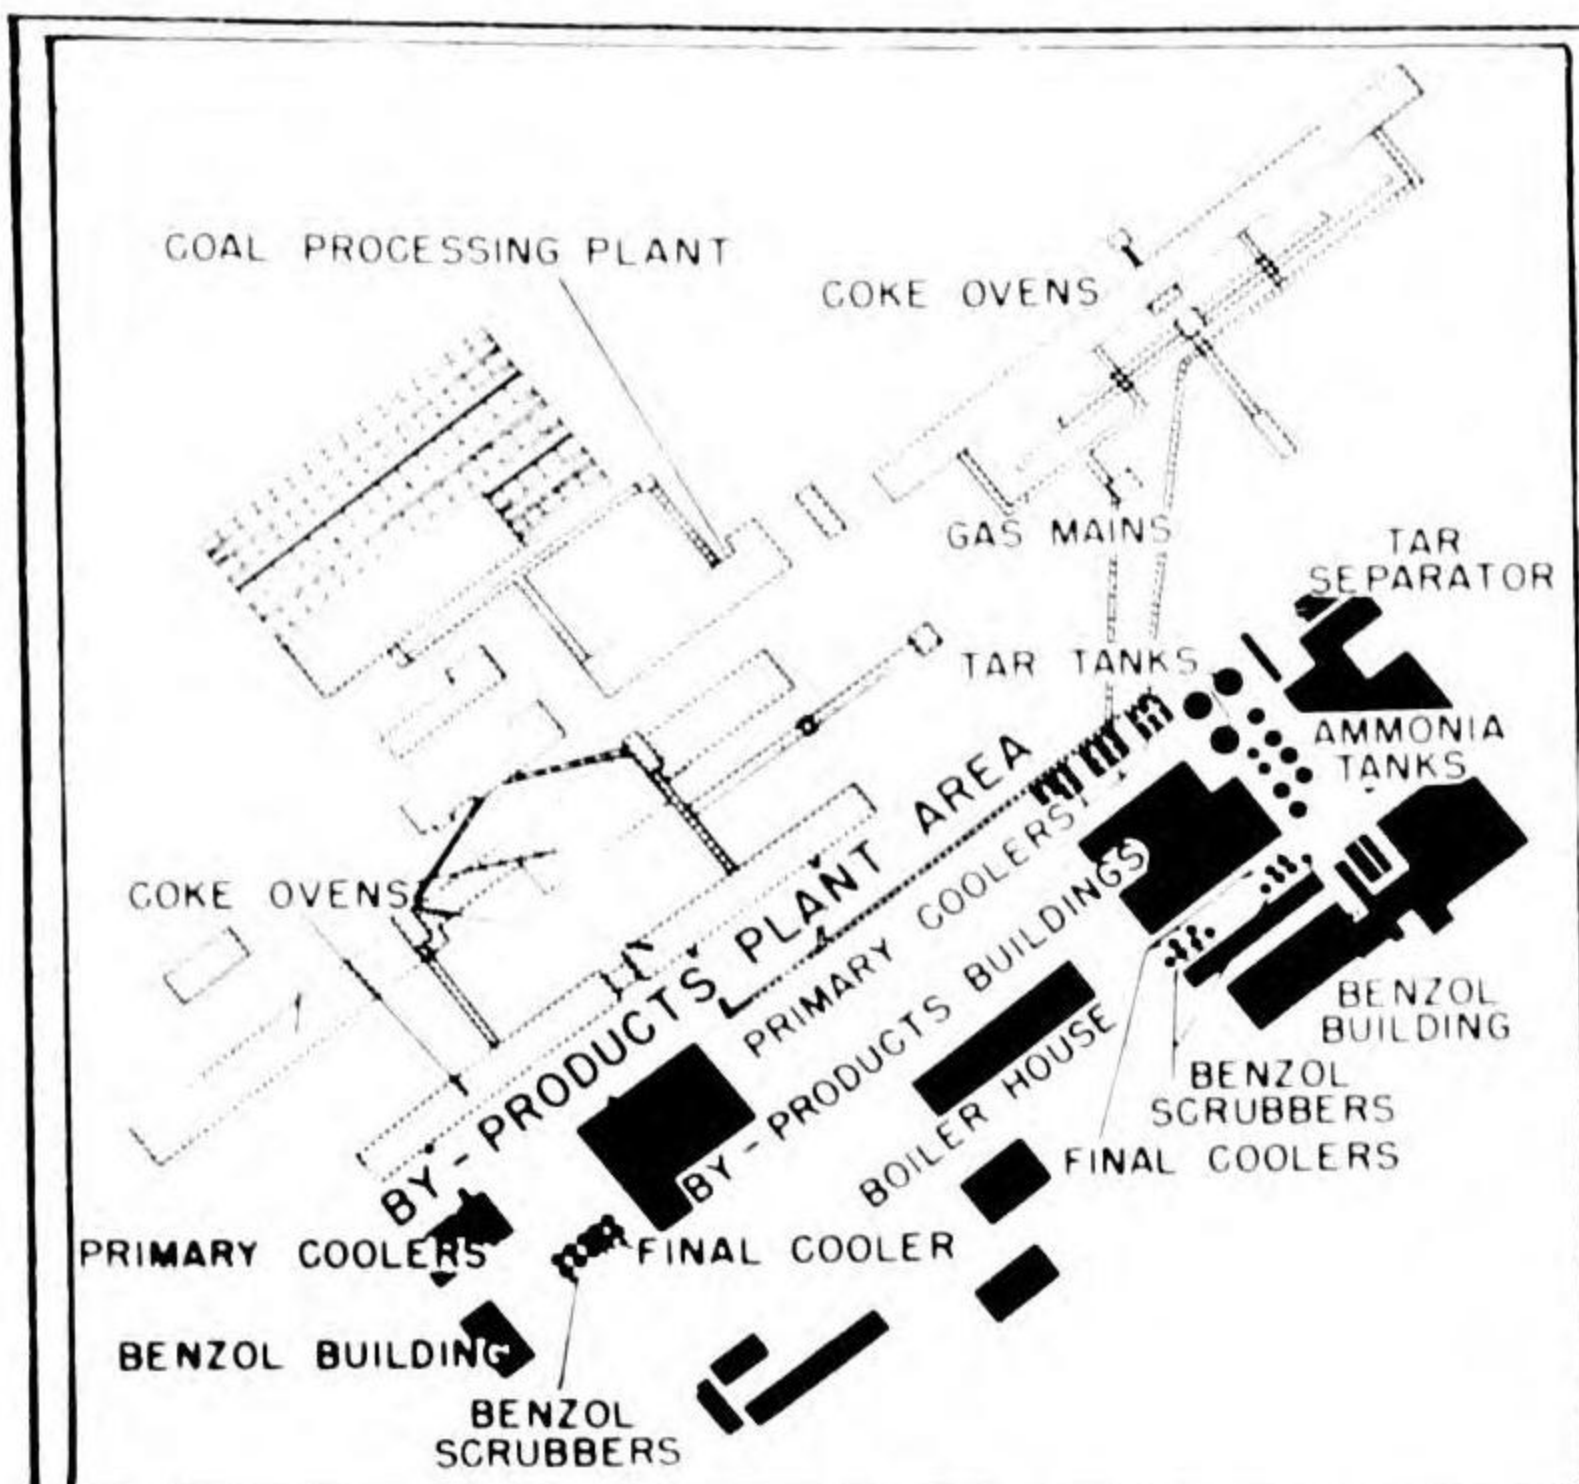 COAL PROCESSING PLANT
COKE OVENS
GAS MAINS
TAR
SEPARATOR
TAR TANKS
AMMONIA
TANKS
COKE OVENS
BY-PRODUCTS PLANT AREA
PRIMARY COOLERS
BY-PRODUCTS BUILDINGS
BOILER HOUSE
BENZOL
BUILDING
BENZOL
SCRUBBERS
FINAL COOLERS
PRIMARY COOLERS
FINAL COOLER
BENZOL BUILDING
BENZOL
SCRUBBERS